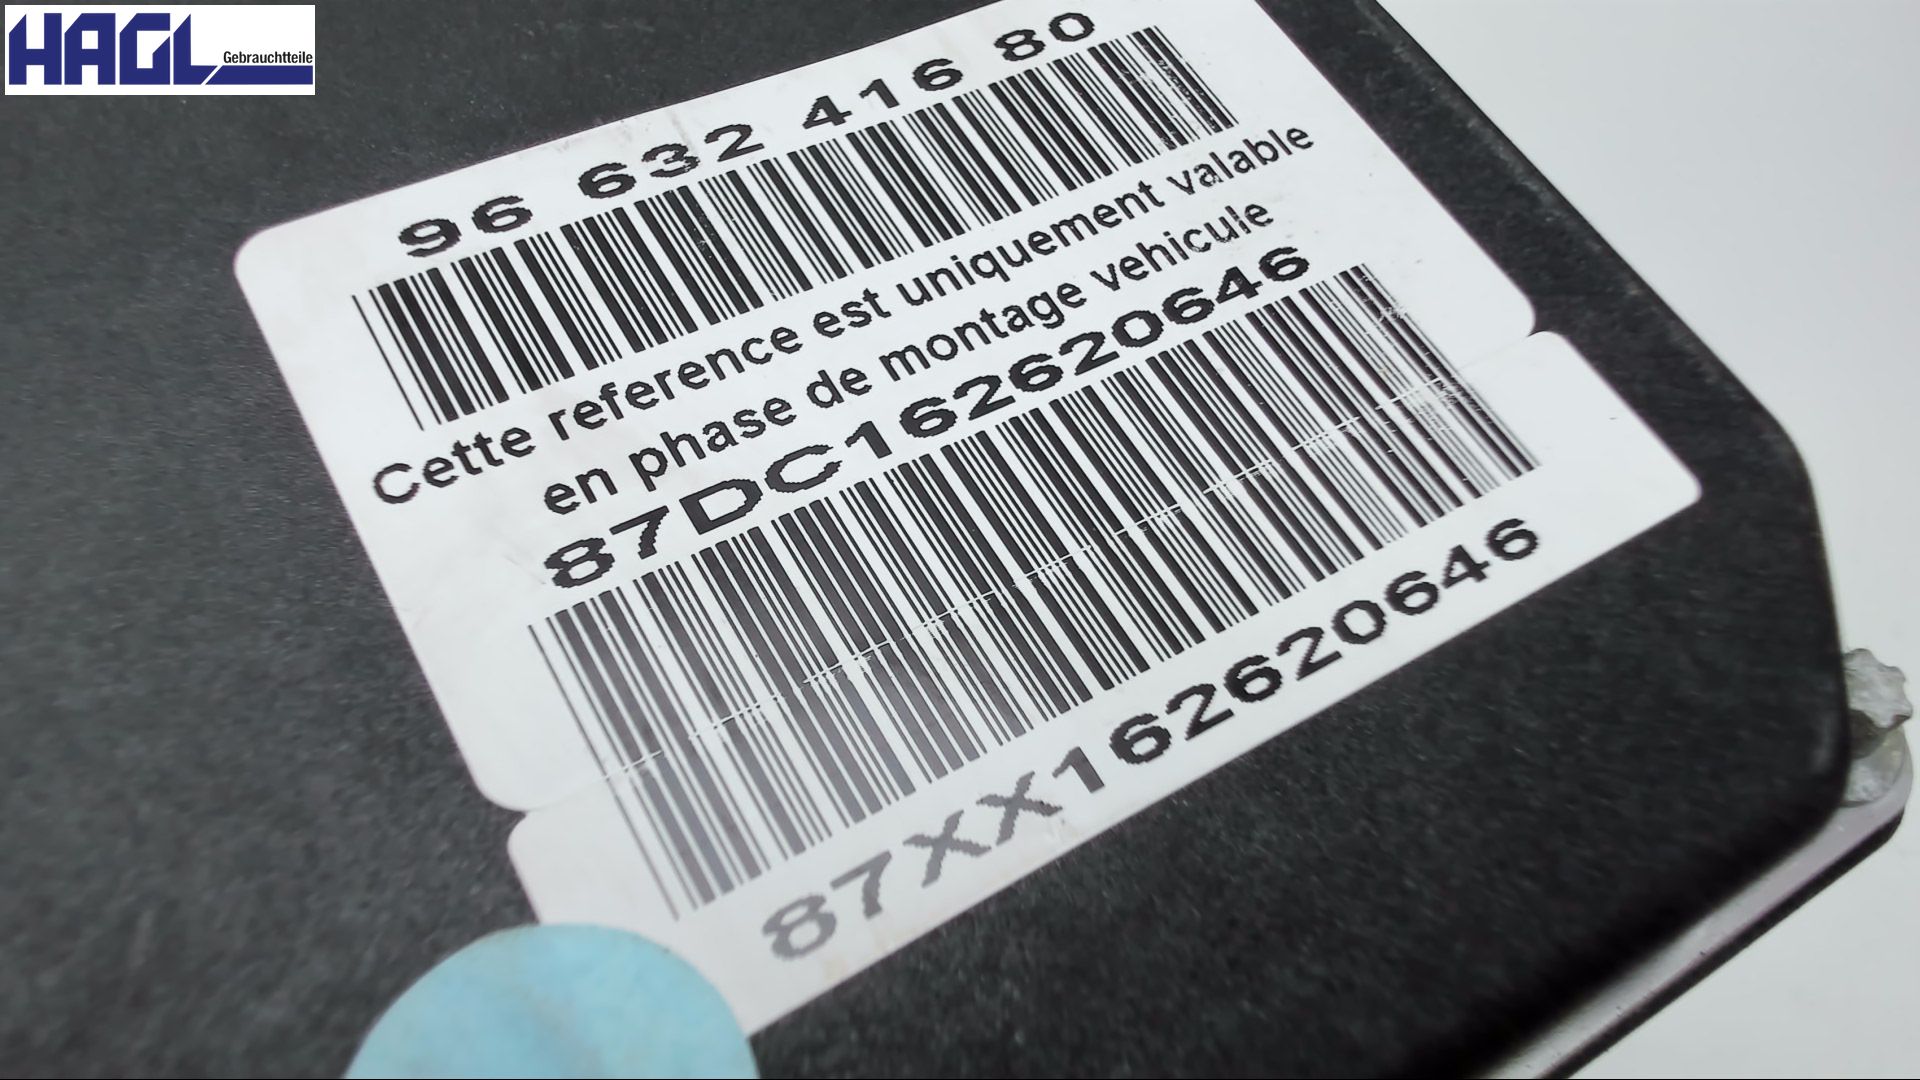 HAGL
Gebrauchtteile
96 632 416 80
Cette reference est uniquement valable
en phase de montage vehicule
87DC162620646
87XX162620646